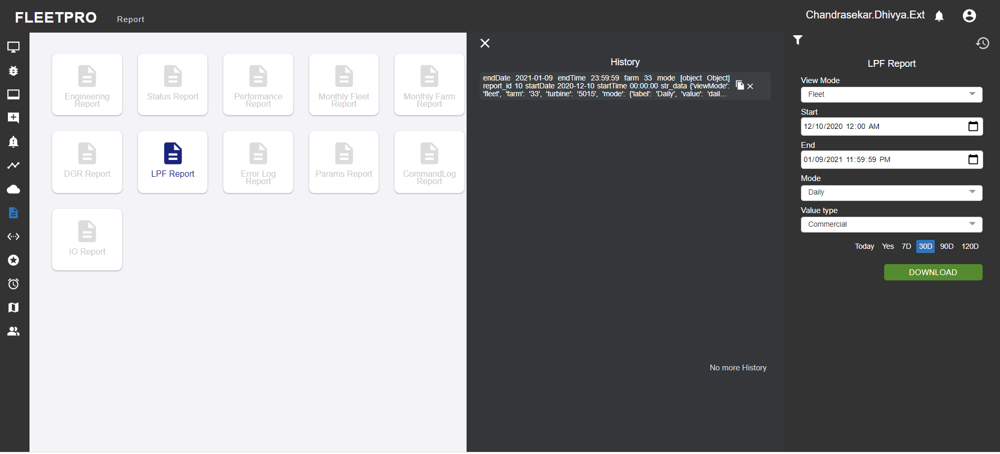 FLEETPRO
Report
Chandrasekar.Dhivya.Ext
Engineering
Report
Status Report
Performance
Report
Monthly Fleet
Report
Monthly Farm
Report
DGR Report
LPF Report
Error Log
Report
Params Report
CommandLog
Report
IO Report
History
endDate 2021-01-09 endTime 23:59:59 farm 33 mode [object Object]
report_id 10 startDate 2020-12-10 startTime 00:00:00 str_data {'viewMode':
'fleet', 'farm': '33', 'turbine': '5015', 'mode': {'label': 'Daily', 'value': 'dail...
No more History
LPF Report
View Mode
Fleet
Start
12/10/2020 12:00 AM
End
01/09/2021 11:59:59 PM
Mode
Daily
Value type
Commercial
Today Yes 7D 30D 90D 120D
DOWNLOAD